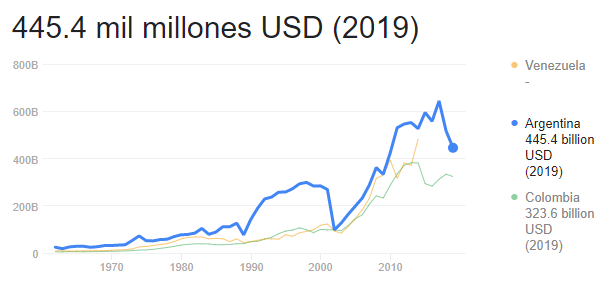 445.4 mil millones USD (2019)
800B
600B
400B
200B
0
1970
1980
1990
2000
2010
Venezuela
-
Argentina
445.4 billion
USD
(2019)
Colombia
323.6 billion
USD
(2019)